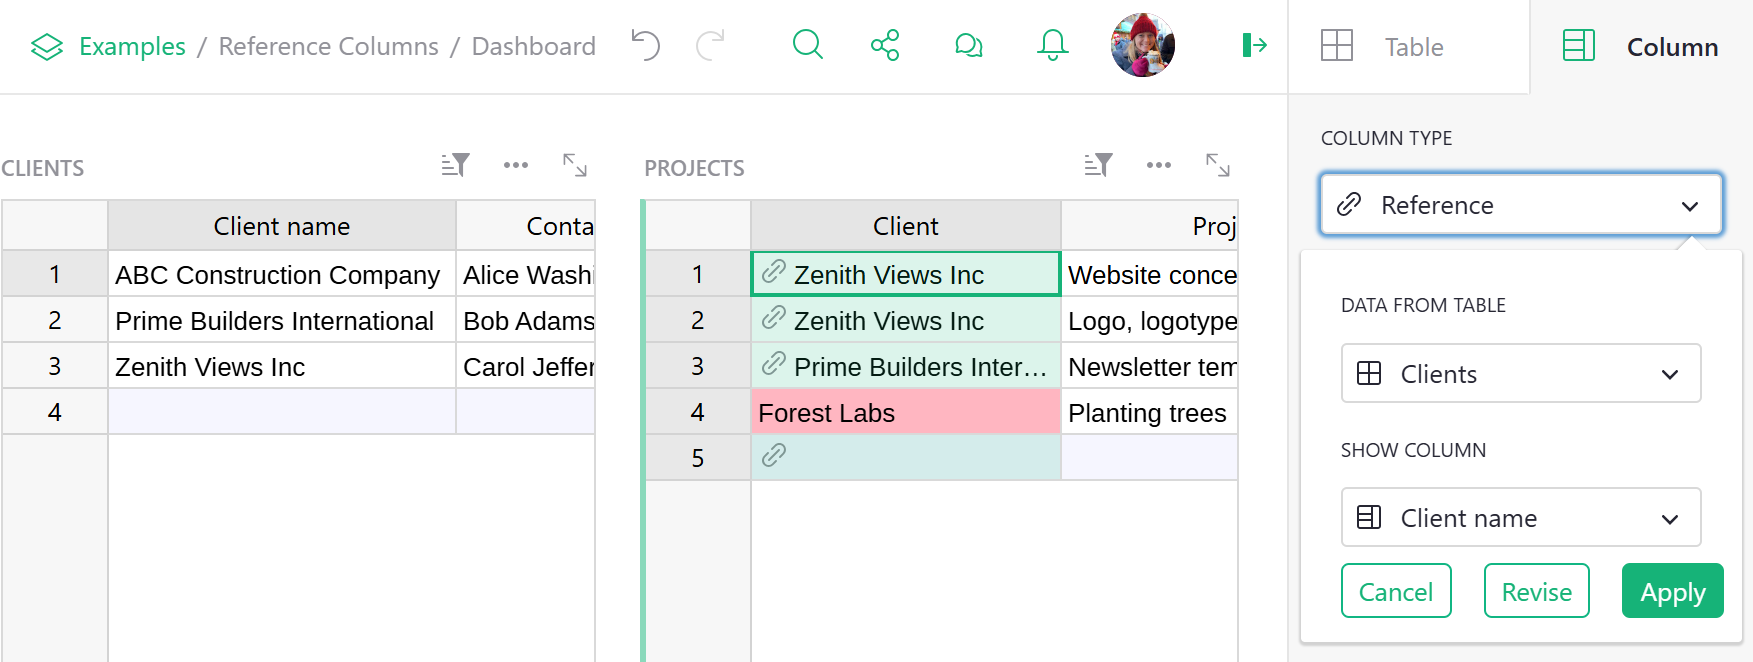 Examples / Reference Columns / Dashboard
Table
Column
CLIENTS
Client name Conta
1 ABC Construction Company Alice Washi
2 Prime Builders International Bob Adams
3 Zenith Views Inc Carol Jeffer
4
PROJECTS
Client Proj
1 Zenith Views Inc Website conce
2 Zenith Views Inc Logo, logotype
3 Prime Builders Inter… Newsletter tem
4 Forest Labs Planting trees
5
COLUMN TYPE
Reference
DATA FROM TABLE
Clients
SHOW COLUMN
Client name
Cancel Revise Apply